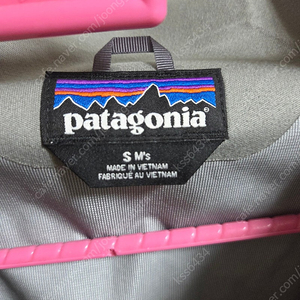 patagonia
S M's
MADE IN VIETNAM
FABRIQUÉ AU VIETNAM